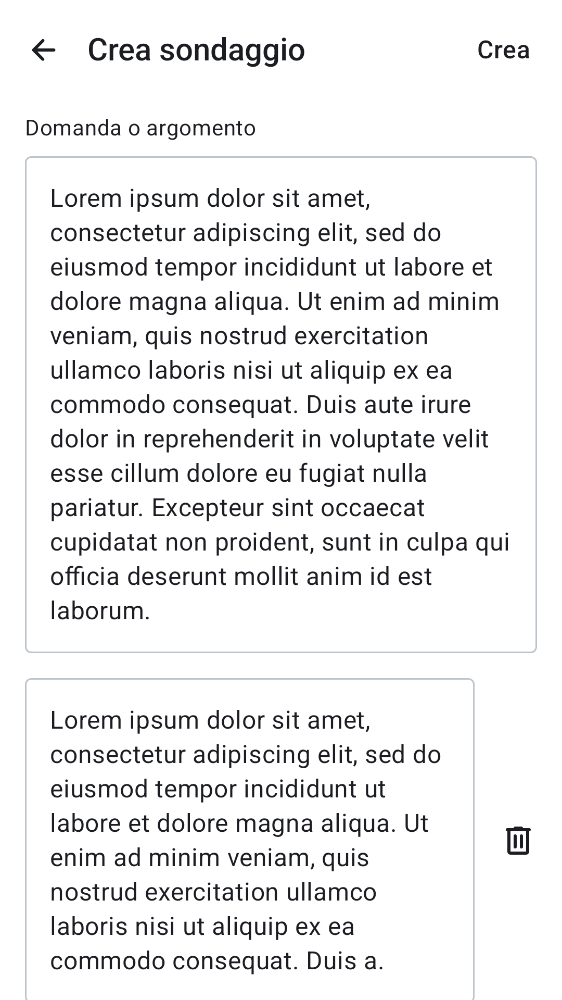 Crea sondaggio
Crea
Domanda o argomento
Lorem ipsum dolor sit amet,
consectetur adipiscing elit, sed do
eiusmod tempor incididunt ut labore et
dolore magna aliqua. Ut enim ad minim
veniam, quis nostrud exercitation
ullamco laboris nisi ut aliquip ex ea
commodo consequat. Duis aute irure
dolor in reprehenderit in voluptate velit
esse cillum dolore eu fugiat nulla
pariatur. Excepteur sint occaecat
cupidatat non proident, sunt in culpa qui
officia deserunt mollit anim id est
laborum.
Lorem ipsum dolor sit amet,
consectetur adipiscing elit, sed do
eiusmod tempor incididunt ut
labore et dolore magna aliqua. Ut
enim ad minim veniam, quis
nostrud exercitation ullamco
laboris nisi ut aliquip ex ea
commodo consequat. Duis a.